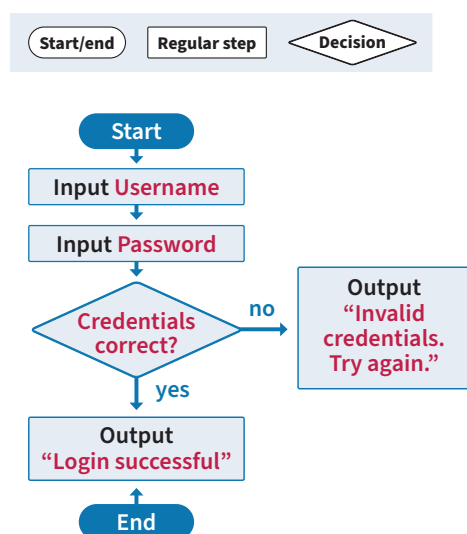 Start/end
Regular step
Decision
Start
Input Username
Input Password
Credentials
correct?
no
Output
“Invalid
credentials.
Try again.”
yes
Output
“Login successful”
End